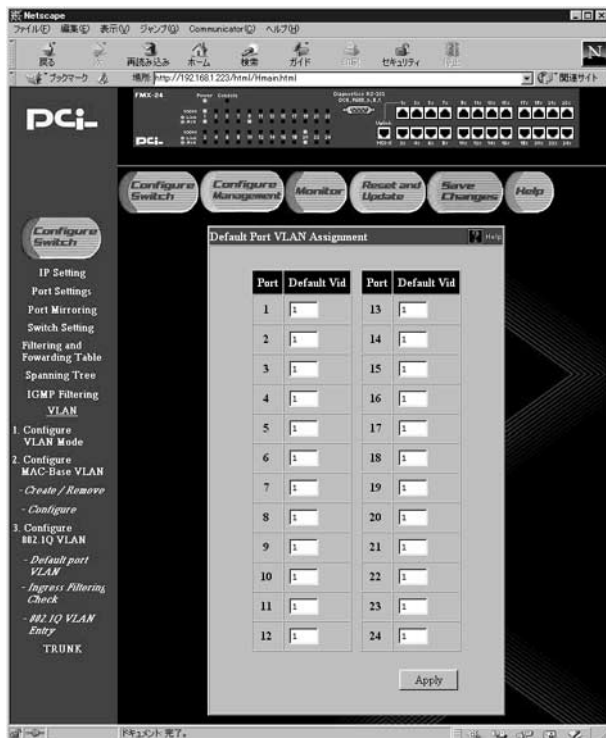 Netscape
ファイル(F) 編集(E) 表示(V) ジャンプ(G) Communicator(C) ヘルプ(H)
戻る 再読み込み ホーム 検索 ガイド セキュリティ
ブックマーク 場所: http://192.168.1.223/html/Hmain.html 関連サイト
PCi
FMX-24 Power Console
PCi
Configure Switch
Configure Management
Monitor
Reset and Update
Save Changes
Help
Configure Switch
IP Setting
Port Settings
Port Mirroring
Switch Setting
Filtering and
Fowarding Table
Spanning Tree
IGMP Filtering
VLAN
1. Configure
VLAN Mode
2. Configure
MAC-Base VLAN
- Create / Remove
- Configure
3. Configure
802.1Q VLAN
- Default port
VLAN
- Ingress Filtering
Check
- 802.1Q VLAN
Entry
TRUNK
Default Port VLAN Assignment Help
Port Default Vid Port Default Vid
1 1 13 1
2 1 14 1
3 1 15 1
4 1 16 1
5 1 17 1
6 1 18 1
7 1 19 1
8 1 20 1
9 1 21 1
10 1 22 1
11 1 23 1
12 1 24 1
Apply
ドキュメント: 完了。